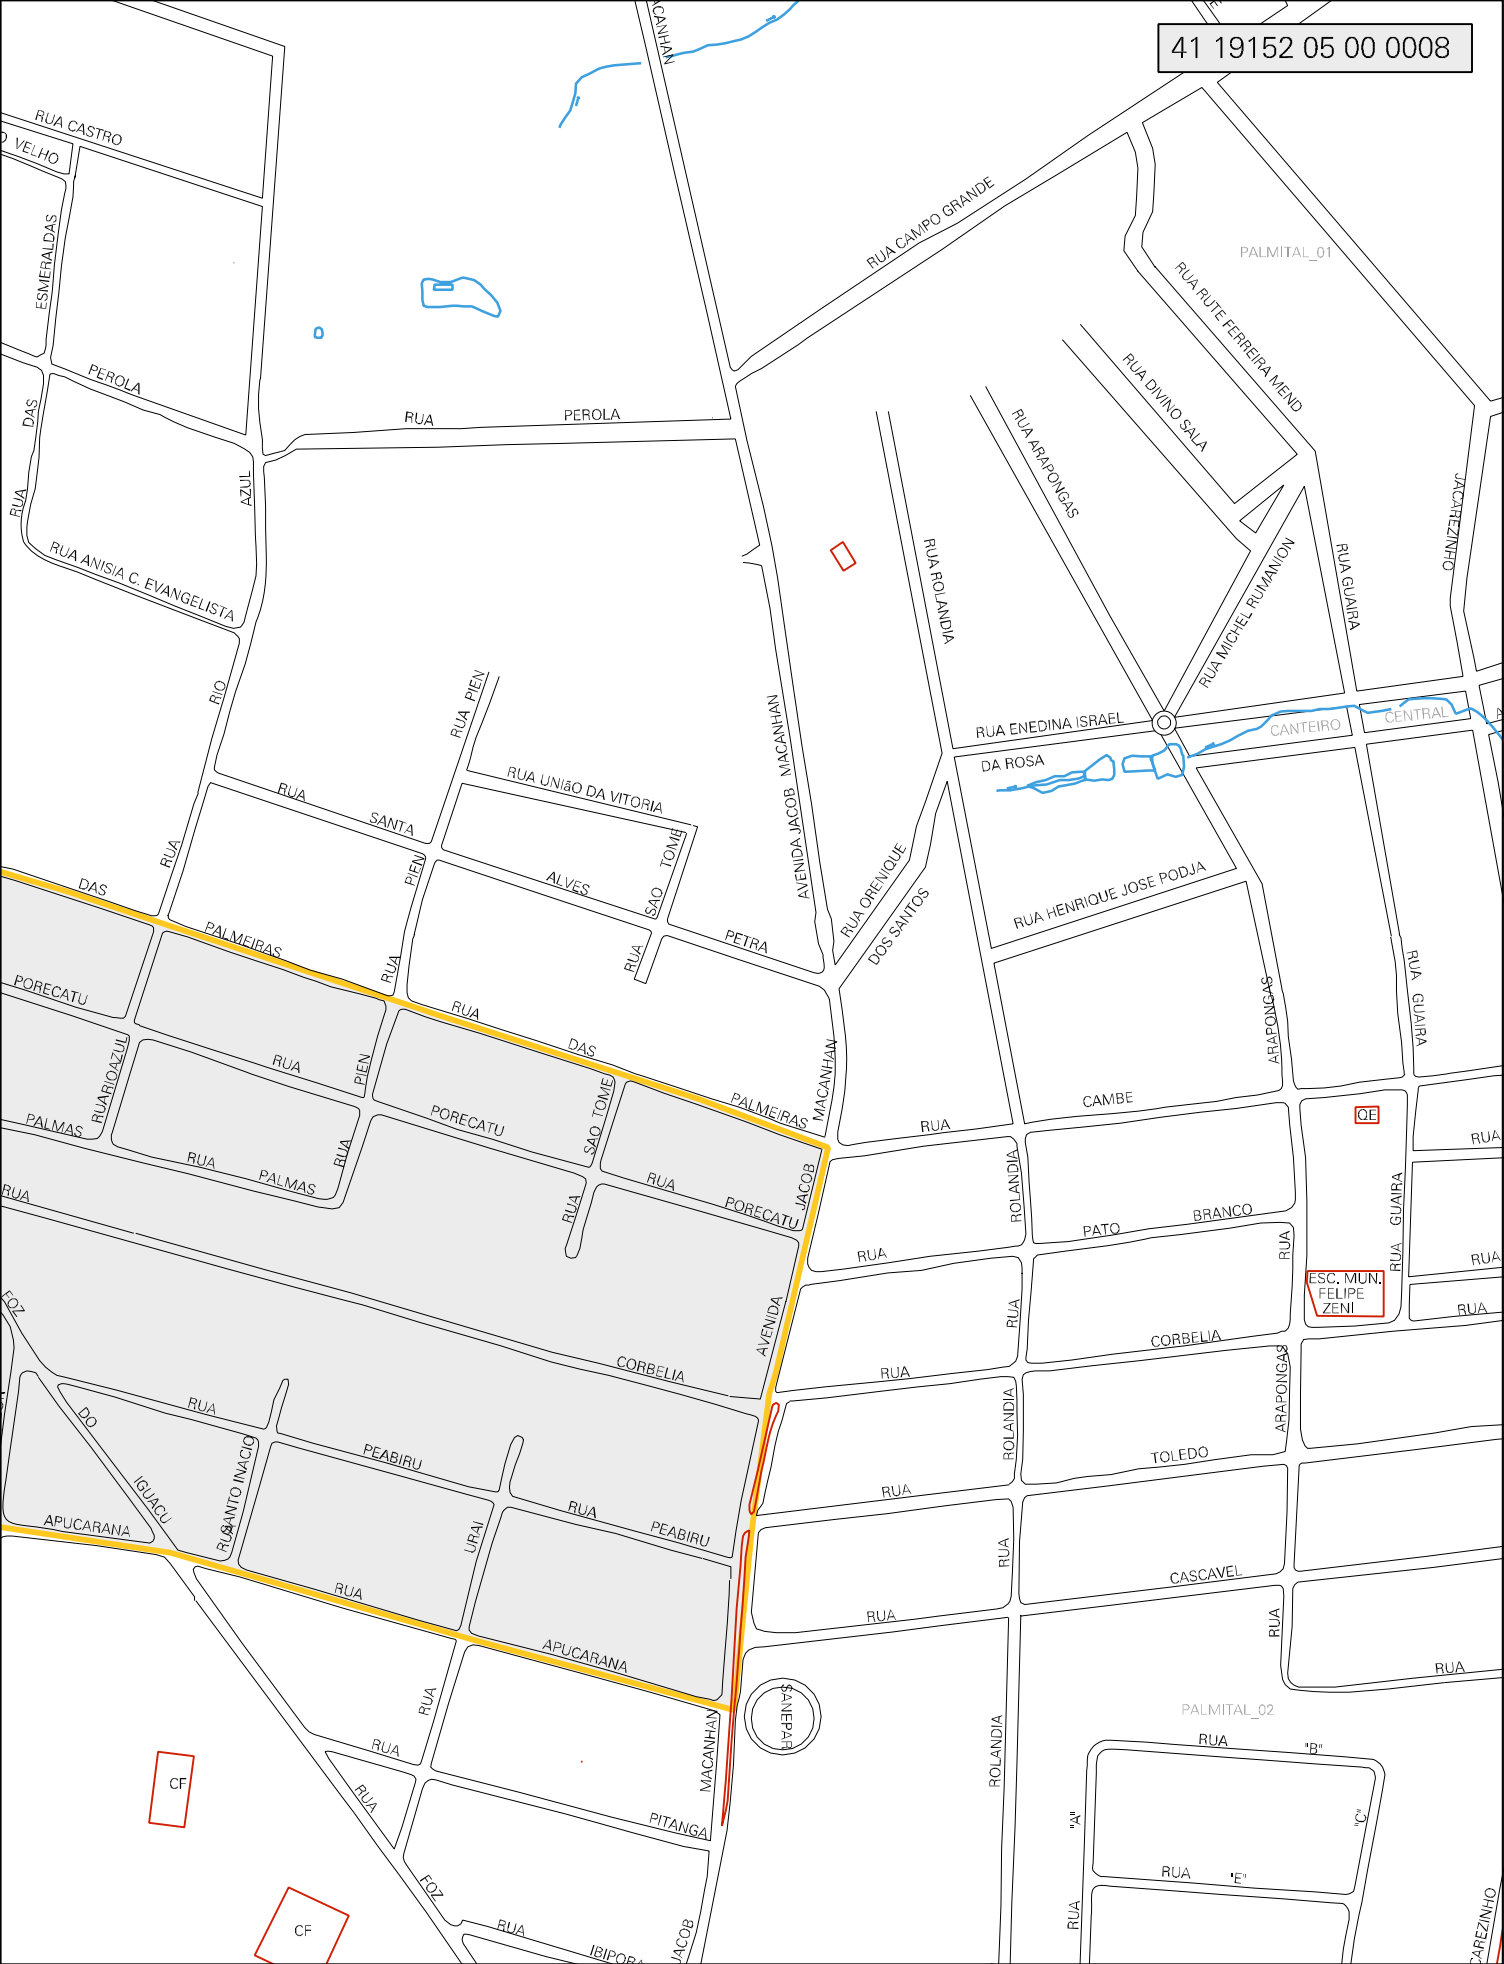 ACANHAN
41 19152 05 00 0008
RUA CASTRO
VELHO
RUA CAMPO GRANDE
PALMITAL_01
ESMERALDAS
RUA RUTE FERREIRA MEND
RUA DIVINO SALA
PEROLA
DAS
RUA
PEROLA
RUA ARAPONGAS
AZUL
RUA
JACAREZINHO
RUA ROLANDIA
RUA GUAIRA
RUA ANISIA C. EVANGELISTA
RUA MICHEL RUMANION
RIO
RUA PIEN
AVENIDA JACOB MACANHAN
RUA ENEDINA ISRAEL
DA ROSA
CANTEIRO
CENTRAL
RUA UNIãO DA VITORIA
RUA
SANTA
ALVES
PETRA
SAO TOME
RUA
RUA
PIEN
RUA
RUA ORENIQUE
DOS SANTOS
RUA HENRIQUE JOSE PODJA
DAS
PALMEIRAS
RUA
DAS
PALMEIRAS
MACANHAN
ARAPONGAS
RUA GUAIRA
PORECATU
RUA
PORECATU
RUA
PORECATU
RUARIOAZUL
PIEN
RUA
SAO TOME
RUA
JACOB
RUA
CAMBE
QE
PALMAS
RUA
PALMAS
RUA
RUA
ROLANDIA
RUA
PATO
BRANCO
RUA
GUAIRA
RUA
RUA
ESC. MUN.
FELIPE
ZENI
RUA
FOZ
AVENIDA
RUA
CORBELIA
RUA
CORBELIA
ARAPONGAS
RUA
PEABIRU
RUA
PEABIRU
DO
IGUACU
SANTO INACIO
RUA
URAI
ROLANDIA
TOLEDO
RUA
APUCARANA
RUA
APUCARANA
RUA
CASCAVEL
RUA
RUA
RUA
SANEPAR
PALMITAL_02
RUA
MACANHAN
ROLANDIA
RUA
"B"
RUA
RUA
PITANGA
CF
"A"
"C"
RUA
"E"
FOZ
RUA
CF
RUA
IBIPORA
JACOB
CAREZINHO